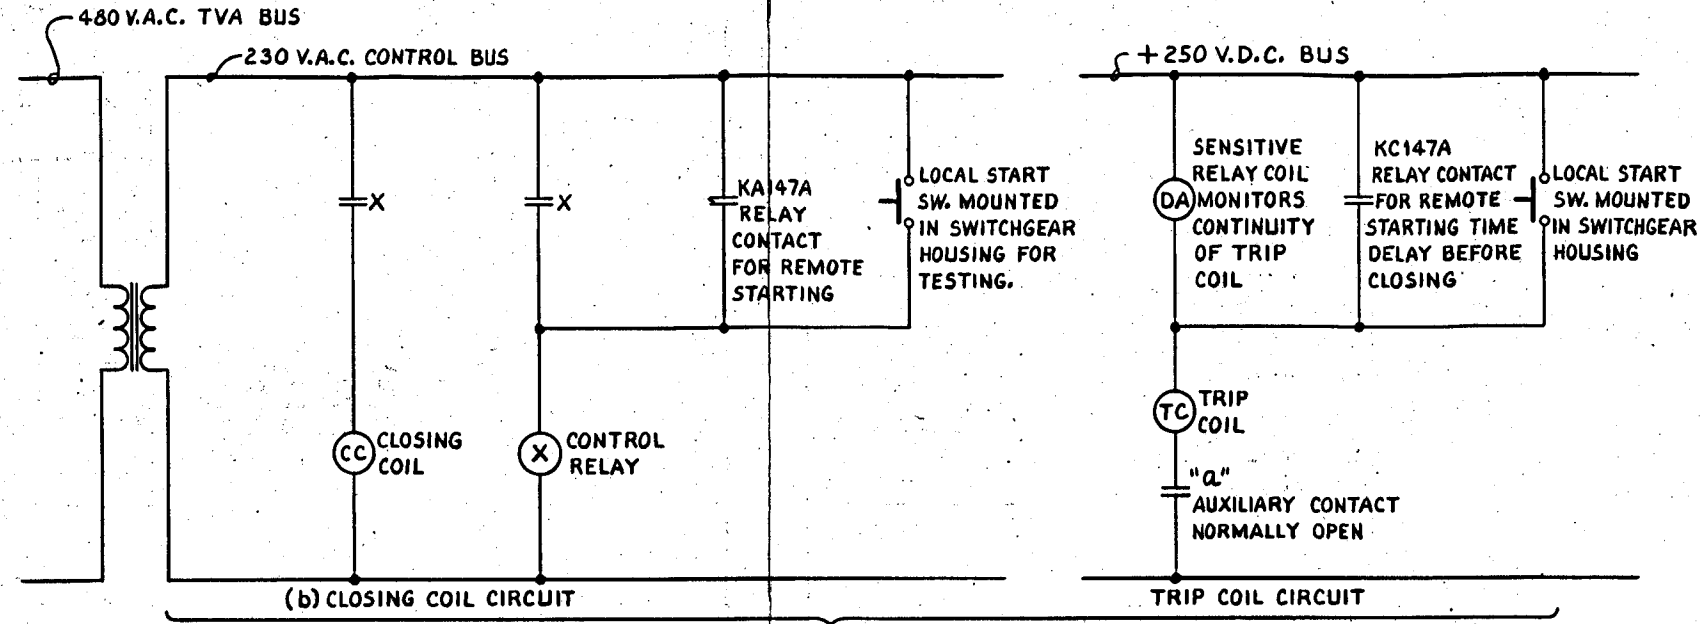 480 V.A.C. TVA BUS
230 V.A.C. CONTROL BUS
X
X
KA147A
RELAY
CONTACT
FOR REMOTE
STARTING
LOCAL START
SW. MOUNTED
IN SWITCHGEAR
HOUSING FOR
TESTING.
CC
CLOSING
COIL
X
CONTROL
RELAY
(b) CLOSING COIL CIRCUIT
+250 V.D.C. BUS
DA
SENSITIVE
RELAY COIL
MONITORS
CONTINUITY
OF TRIP
COIL
KC147A
RELAY CONTACT
FOR REMOTE
STARTING TIME
DELAY BEFORE
CLOSING
LOCAL START
SW. MOUNTED
IN SWITCHGEAR
HOUSING
TC
TRIP
COIL
"a"
AUXILIARY CONTACT
NORMALLY OPEN
TRIP COIL CIRCUIT